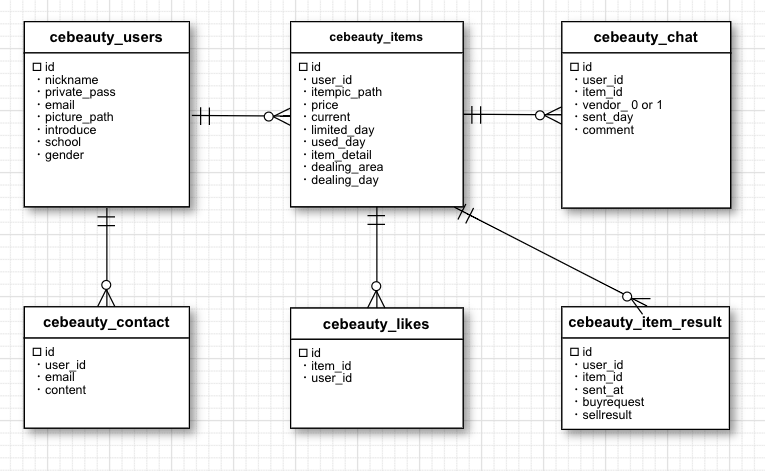 cebeauty_users
id
・nickname
・private_pass
・email
・picture_path
・introduce
・school
・gender
cebeauty_items
id
・user_id
・itempic_path
・price
・current
・limited_day
・used_day
・item_detail
・dealing_area
・dealing_day
cebeauty_chat
id
・user_id
・item_id
・vendor_ 0 or 1
・sent_day
・comment
cebeauty_contact
id
・user_id
・email
・content
cebeauty_likes
id
・item_id
・user_id
cebeauty_item_result
id
・user_id
・item_id
・sent_at
・buyrequest
・sellresult